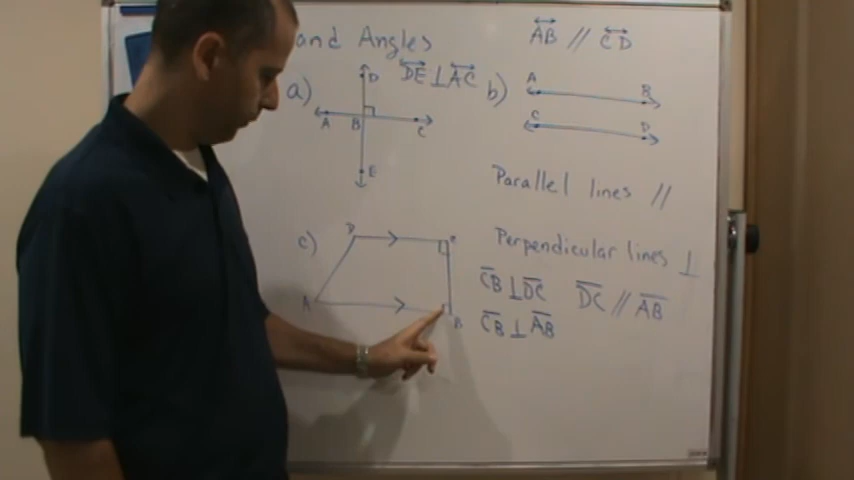 and Angles
AB // CD
a)
D
DE ⊥ AC
A
B
C
E
b)
A
B
C
D
Parallel lines //
Perpendicular lines ⊥
c)
D
A
B
CB ⊥ DC
DC // AB
CB ⊥ AB